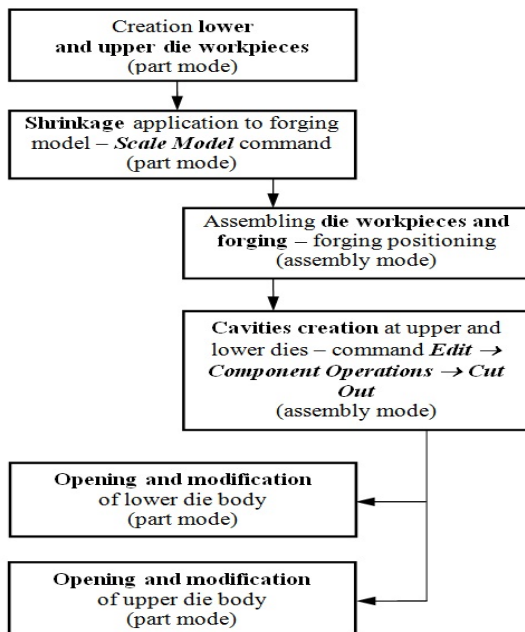 Creation lower
and upper die workpieces
(part mode)
Shrinkage application to forging
model – Scale Model command
(part mode)
Assembling die workpieces and
forging – forging positioning
(assembly mode)
Cavities creation at upper and
lower dies – command Edit →
Component Operations → Cut
Out
(assembly mode)
Opening and modification
of lower die body
(part mode)
Opening and modification
of upper die body
(part mode)